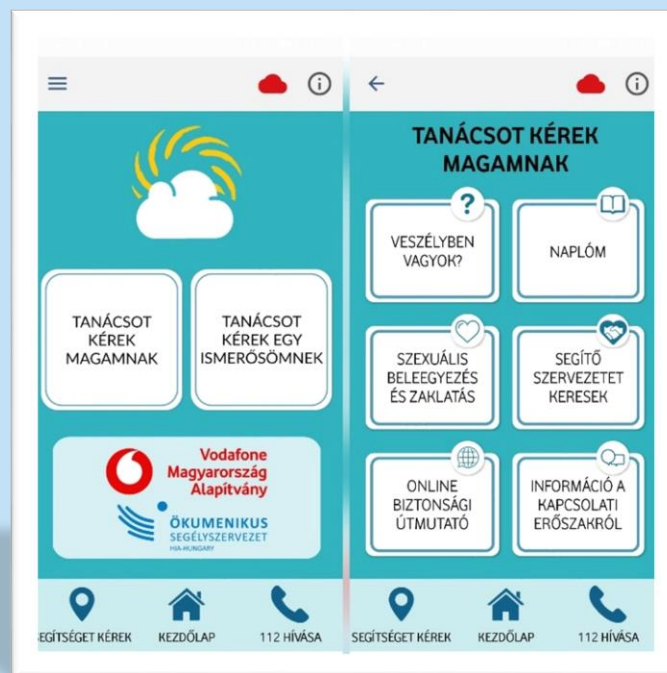 TANÁCSOT
KÉREK
MAGAMNAK
TANÁCSOT
KÉREK EGY
ISMERŐSÖMNEK
Vodafone
Magyarország
Alapítvány
ÖKUMENIKUS
SEGÉLYSZERVEZET
HIA-HUNGARY
SEGÍTSÉGET KÉREK
KEZDŐLAP
112 HÍVÁSA
TANÁCSOT KÉREK
MAGAMNAK
?
VESZÉLYBEN
VAGYOK?
NAPLÓM
SZEXUÁLIS
BELEEGYEZÉS
ÉS ZAKLATÁS
SEGÍTŐ
SZERVEZETET
KERESEK
ONLINE
BIZTONSÁGI
ÚTMUTATÓ
INFORMÁCIÓ A
KAPCSOLATI
ERŐSZAKRÓL
SEGÍTSÉGET KÉREK
KEZDŐLAP
112 HÍVÁSA